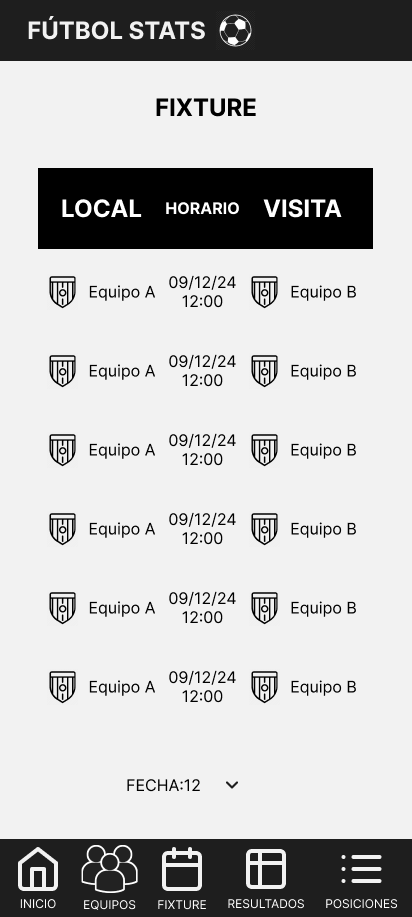 FÚTBOL STATS
FIXTURE
LOCAL HORARIO VISITA
Equipo A 09/12/24 12:00 Equipo B
Equipo A 09/12/24 12:00 Equipo B
Equipo A 09/12/24 12:00 Equipo B
Equipo A 09/12/24 12:00 Equipo B
Equipo A 09/12/24 12:00 Equipo B
Equipo A 09/12/24 12:00 Equipo B
FECHA:12
INICIO EQUIPOS FIXTURE RESULTADOS POSICIONES